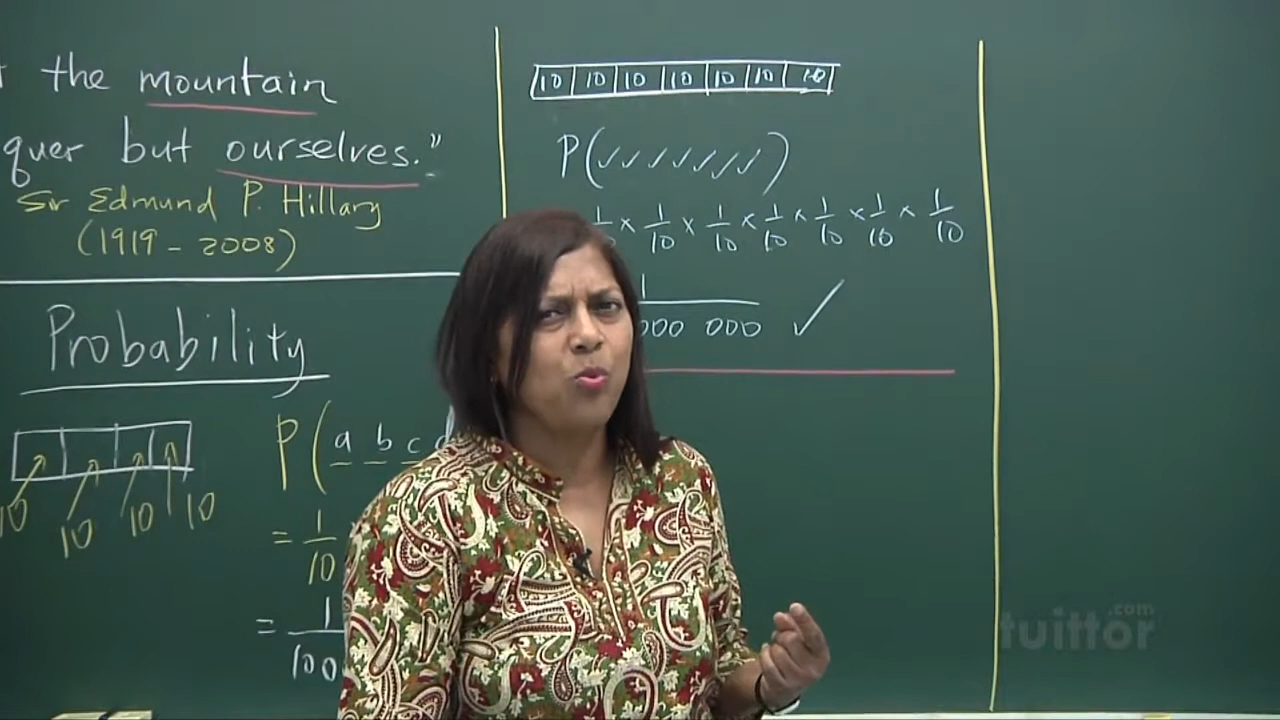 the mountain
quer but ourselves."
Sir Edmund P. Hillary
(1919 - 2008)
Probability
10 10 10 10
P(a b c d
= 1/10
= 1/100
10 10 10 10 10 10 10
P(✓✓✓✓✓✓✓)
1/10 × 1/10 × 1/10 × 1/10 × 1/10 × 1/10 × 1/10
1
000 000 ✓
tuittor.com